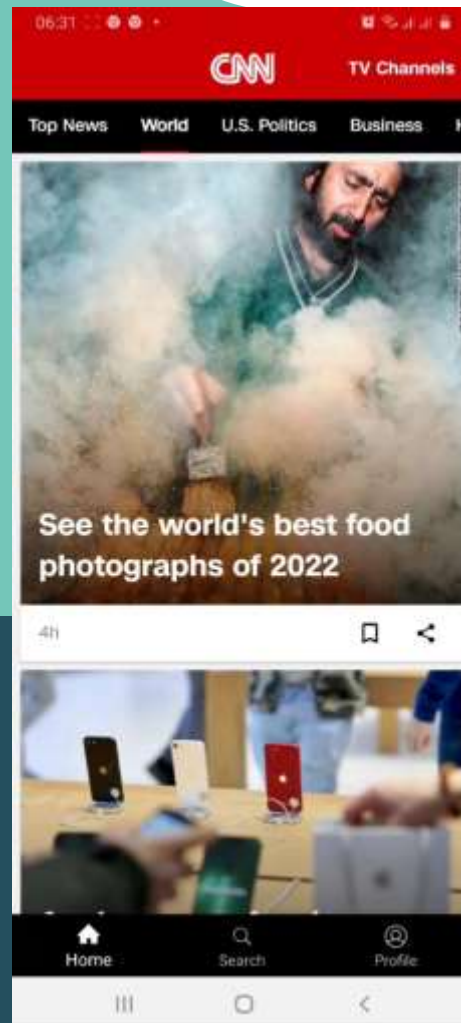 06:31
CNN
TV Channels
Top News World U.S. Politics Business
See the world's best food
photographs of 2022
4h
Home Search Profile